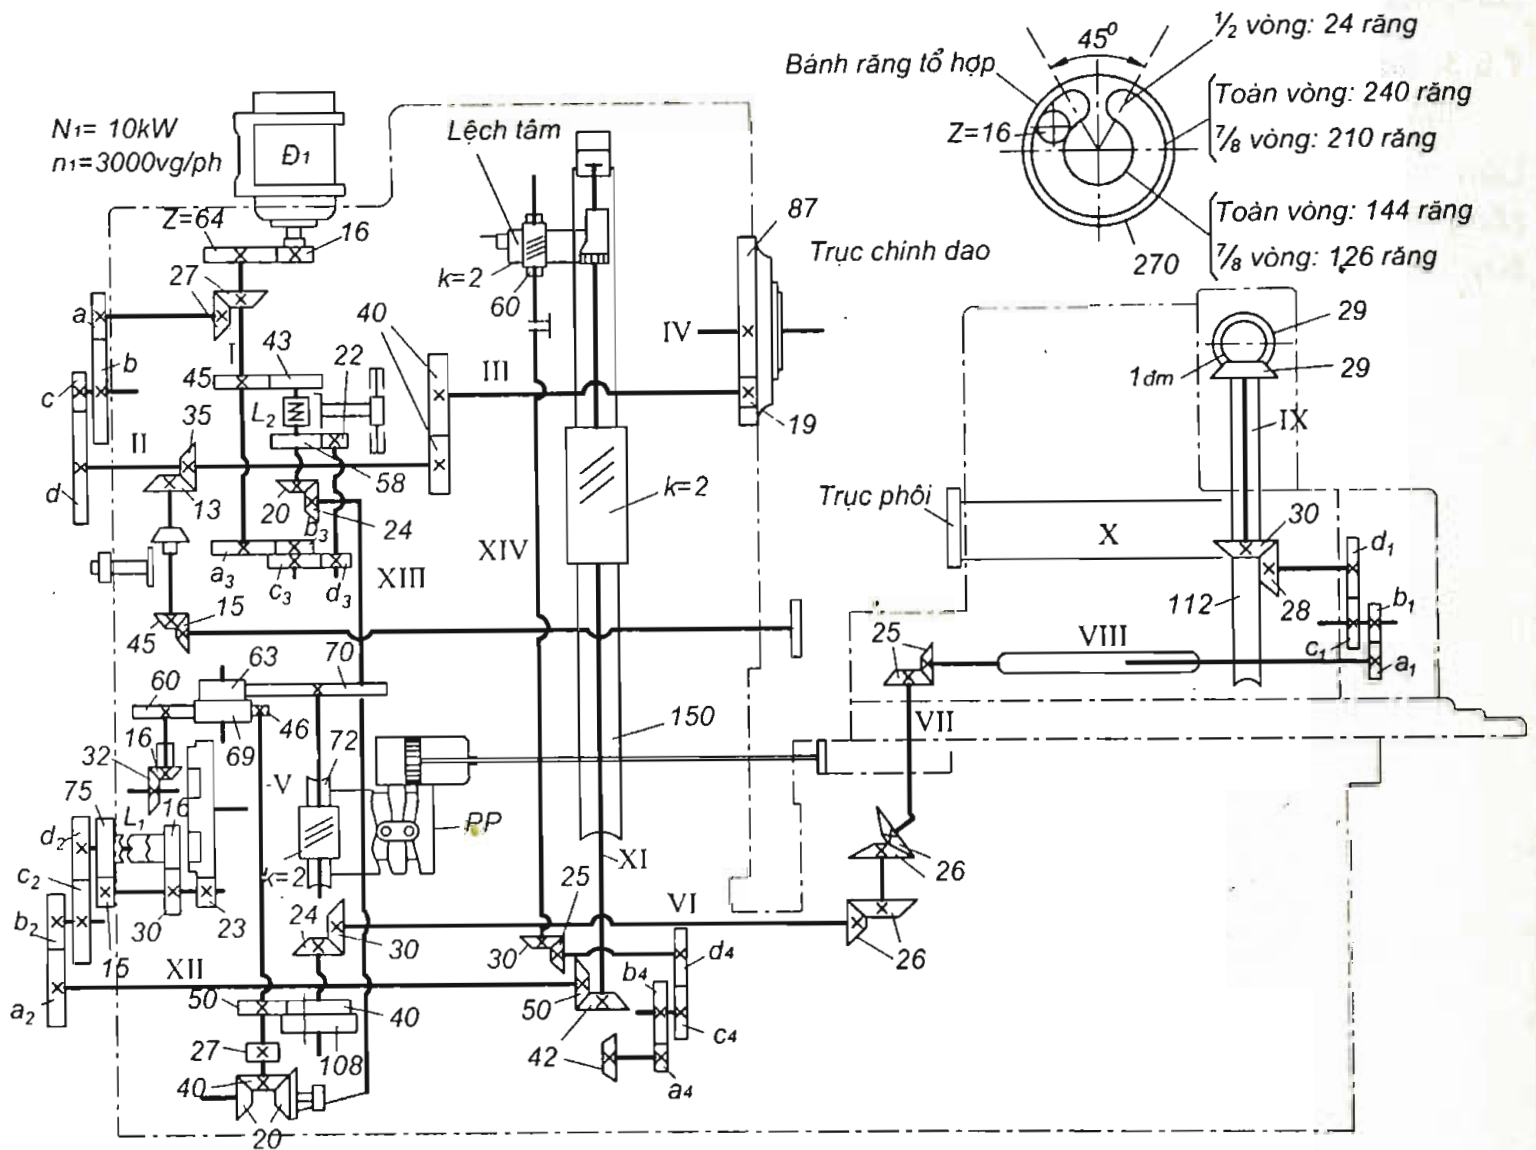 N1= 10kW
n1=3000vg/ph
Đ1
Z=64
16
27
a
b
c
d
I
45
43
22
L2
35
II
13
58
20
24
b3
a3
c3
d3
XIII
45
15
Lệch tâm
k=2
60
40
III
IV
87
Trục chính dao
19
k=2
XIV
150
45⁰
½ vòng: 24 răng
Bánh răng tổ hợp
Toàn vòng: 240 răng
⅞ vòng: 210 răng
Z=16
Toàn vòng: 144 răng
⅞ vòng: 126 răng
270
29
1đm
29
IX
Trục phôi
X
30
d1
112
28
b1
c1
a1
VIII
25
VII
60
63
70
69
46
16
32
75
L1
16
d2
c2
b2
a2
15
30
23
V
72
k=2
PP
XI
24
30
VI
25
30
26
26
XII
50
40
108
27
40
20
50
42
b4
d4
c4
a4